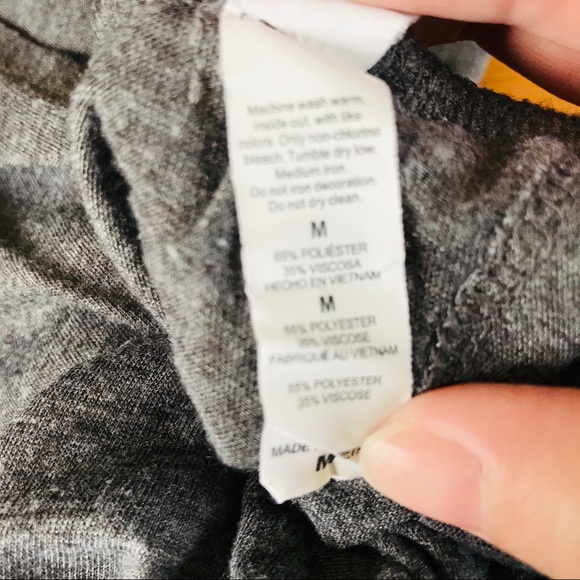 Machine wash warm,
inside out, with like
colors. Only non-chlorine
bleach. Tumble dry low.
Medium iron.
Do not iron decoration.
Do not dry clean.
M
65% POLIÉSTER
35% VISCOSA
HECHO EN VIETNAM
M
65% POLYESTER
35% VISCOSE
FABRIQUÉ AU VIETNAM
65% POLYESTER
35% VISCOSE
MADE